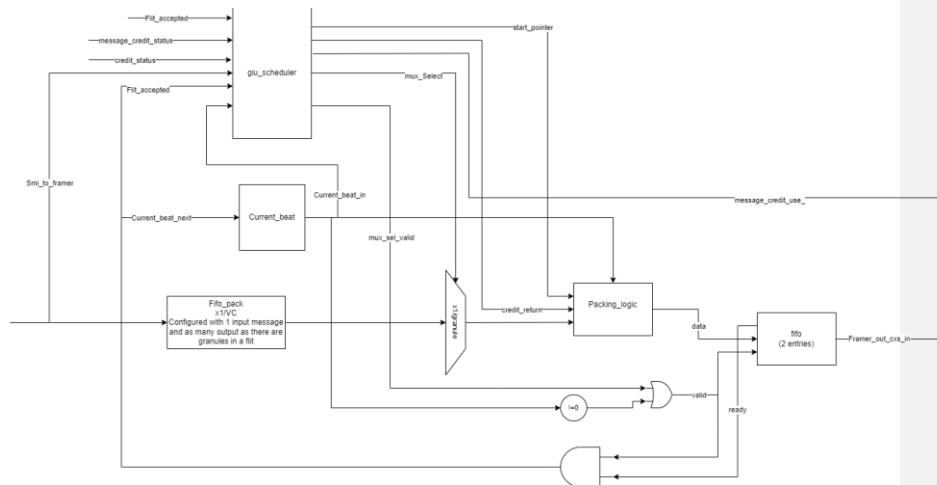 Flit_accepted
start_pointer
message_credit_status
credit_status
giu_scheduler
mux_Select
Flit_accepted
Smi_to_framer
Current_beat_in
message_credit_use_
Current_beat_next
Current_beat
mux_sel_valid
Fifo_pack
x1/VC
Configured with 1 input message
and as many output as there are
granules in a flit
x1/granule
credit_return
Packing_logic
data
fifo
(2 entries)
Framer_out_cxs_in
!=0
valid
ready